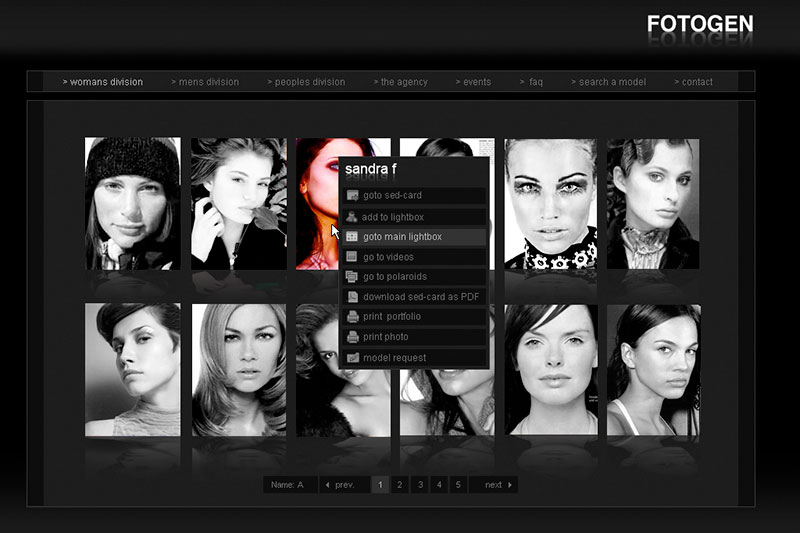 FOTOGEN
> womans division > mens division > peoples division > the agency > events > faq > search a model > contact
sandra f
goto sed-card
add to lightbox
goto main lightbox
go to videos
go to polaroids
download sed-card as PDF
print portfolio
print photo
model request
Name: A prev. 1 2 3 4 5 next